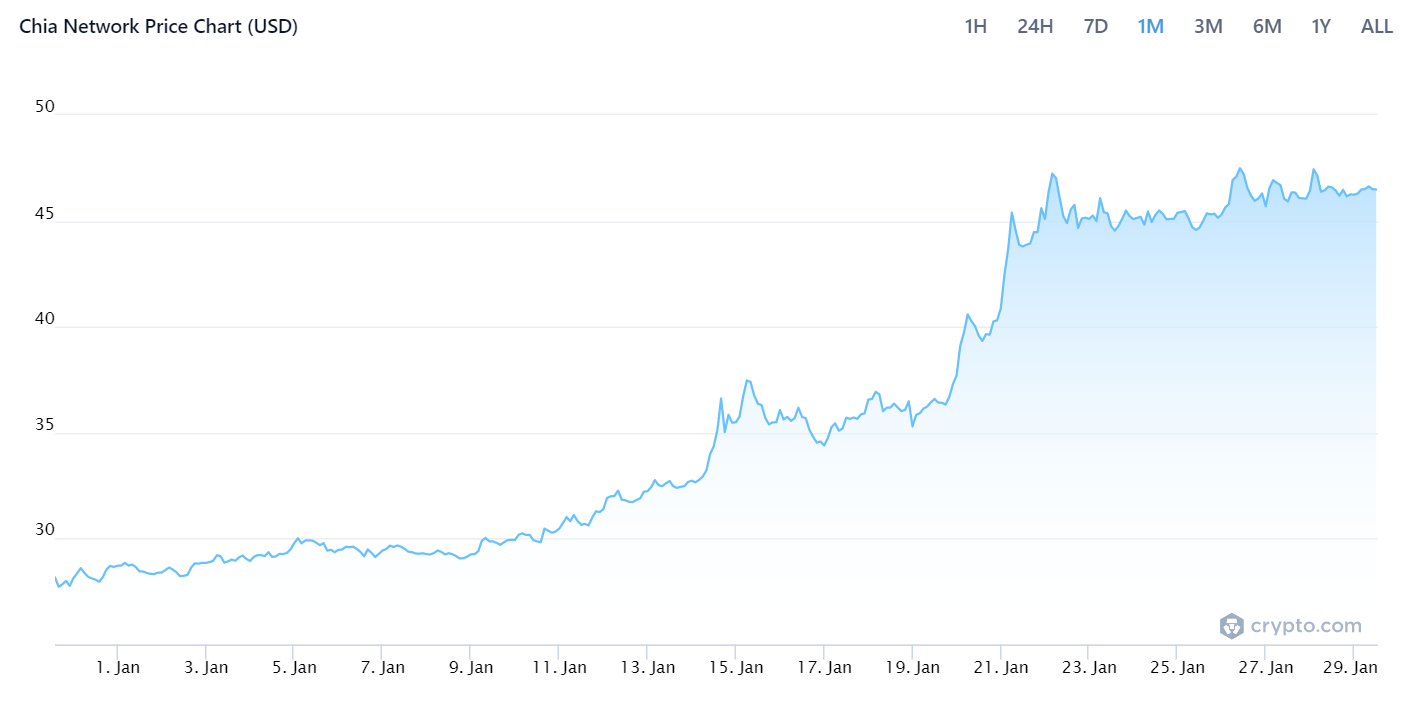 Chia Network Price Chart (USD)
1H 24H 7D 1M 3M 6M 1Y ALL
50
45
40
35
30
crypto.com
1. Jan 3. Jan 5. Jan 7. Jan 9. Jan 11. Jan 13. Jan 15. Jan 17. Jan 19. Jan 21. Jan 23. Jan 25. Jan 27. Jan 29. Jan